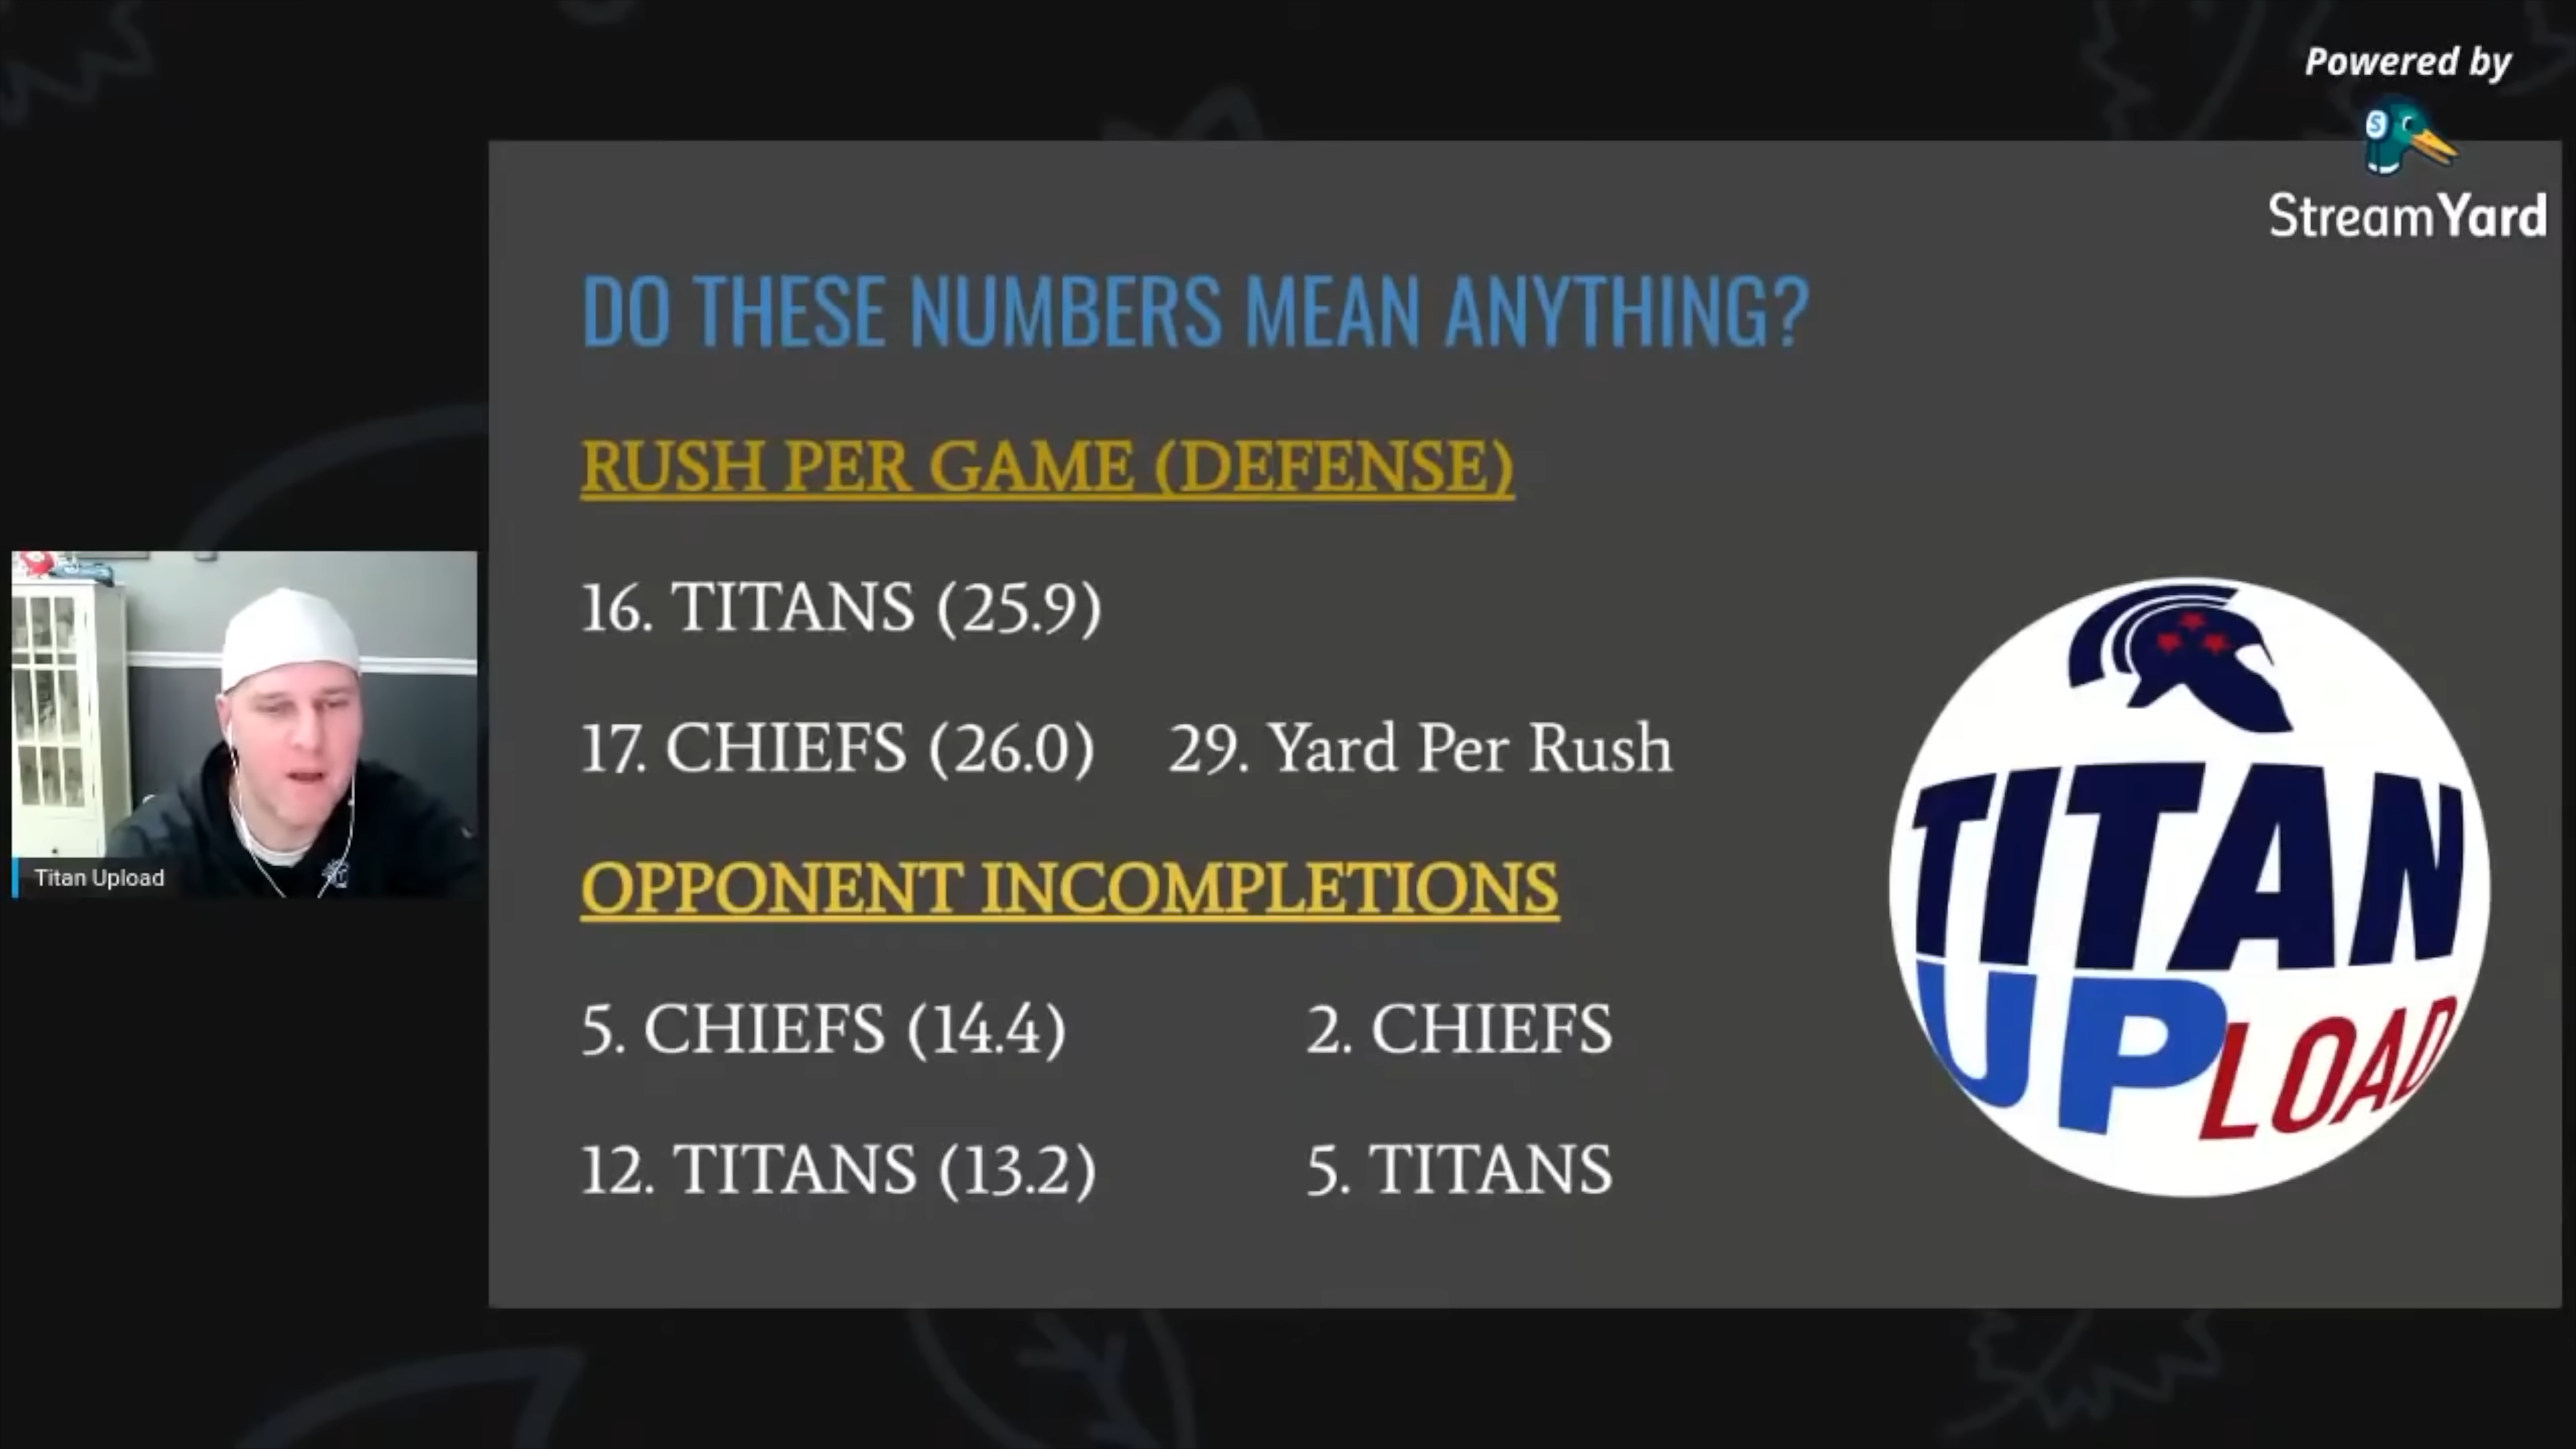 Powered by
S
StreamYard
DO THESE NUMBERS MEAN ANYTHING?
RUSH PER GAME (DEFENSE)
16. TITANS (25.9)
17. CHIEFS (26.0) 29. Yard Per Rush
OPPONENT INCOMPLETIONS
5. CHIEFS (14.4) 2. CHIEFS
12. TITANS (13.2) 5. TITANS
TITAN
UPLOAD
Titan Upload